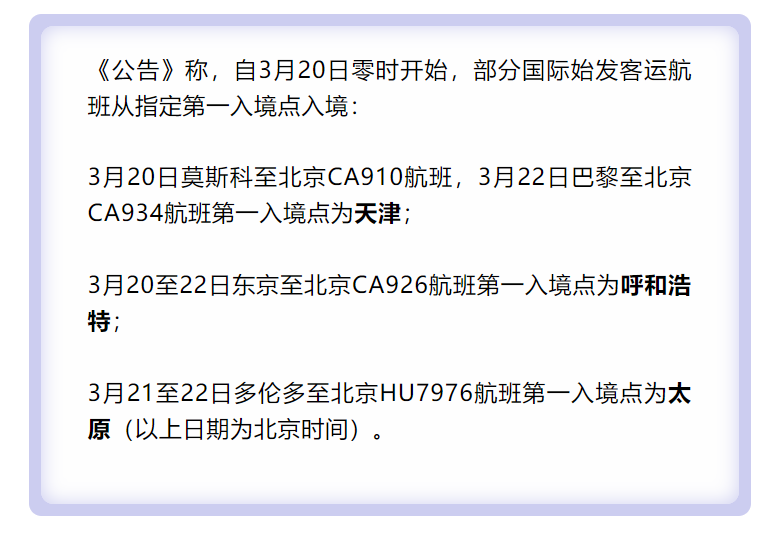 《公告》称，自3月20日零时开始，部分国际始发客运航
班从指定第一入境点入境：
3月20日莫斯科至北京CA910航班，3月22日巴黎至北京
CA934航班第一入境点为天津；
3月20至22日东京至北京CA926航班第一入境点为呼和浩
特；
3月21至22日多伦多至北京HU7976航班第一入境点为太
原（以上日期为北京时间）。